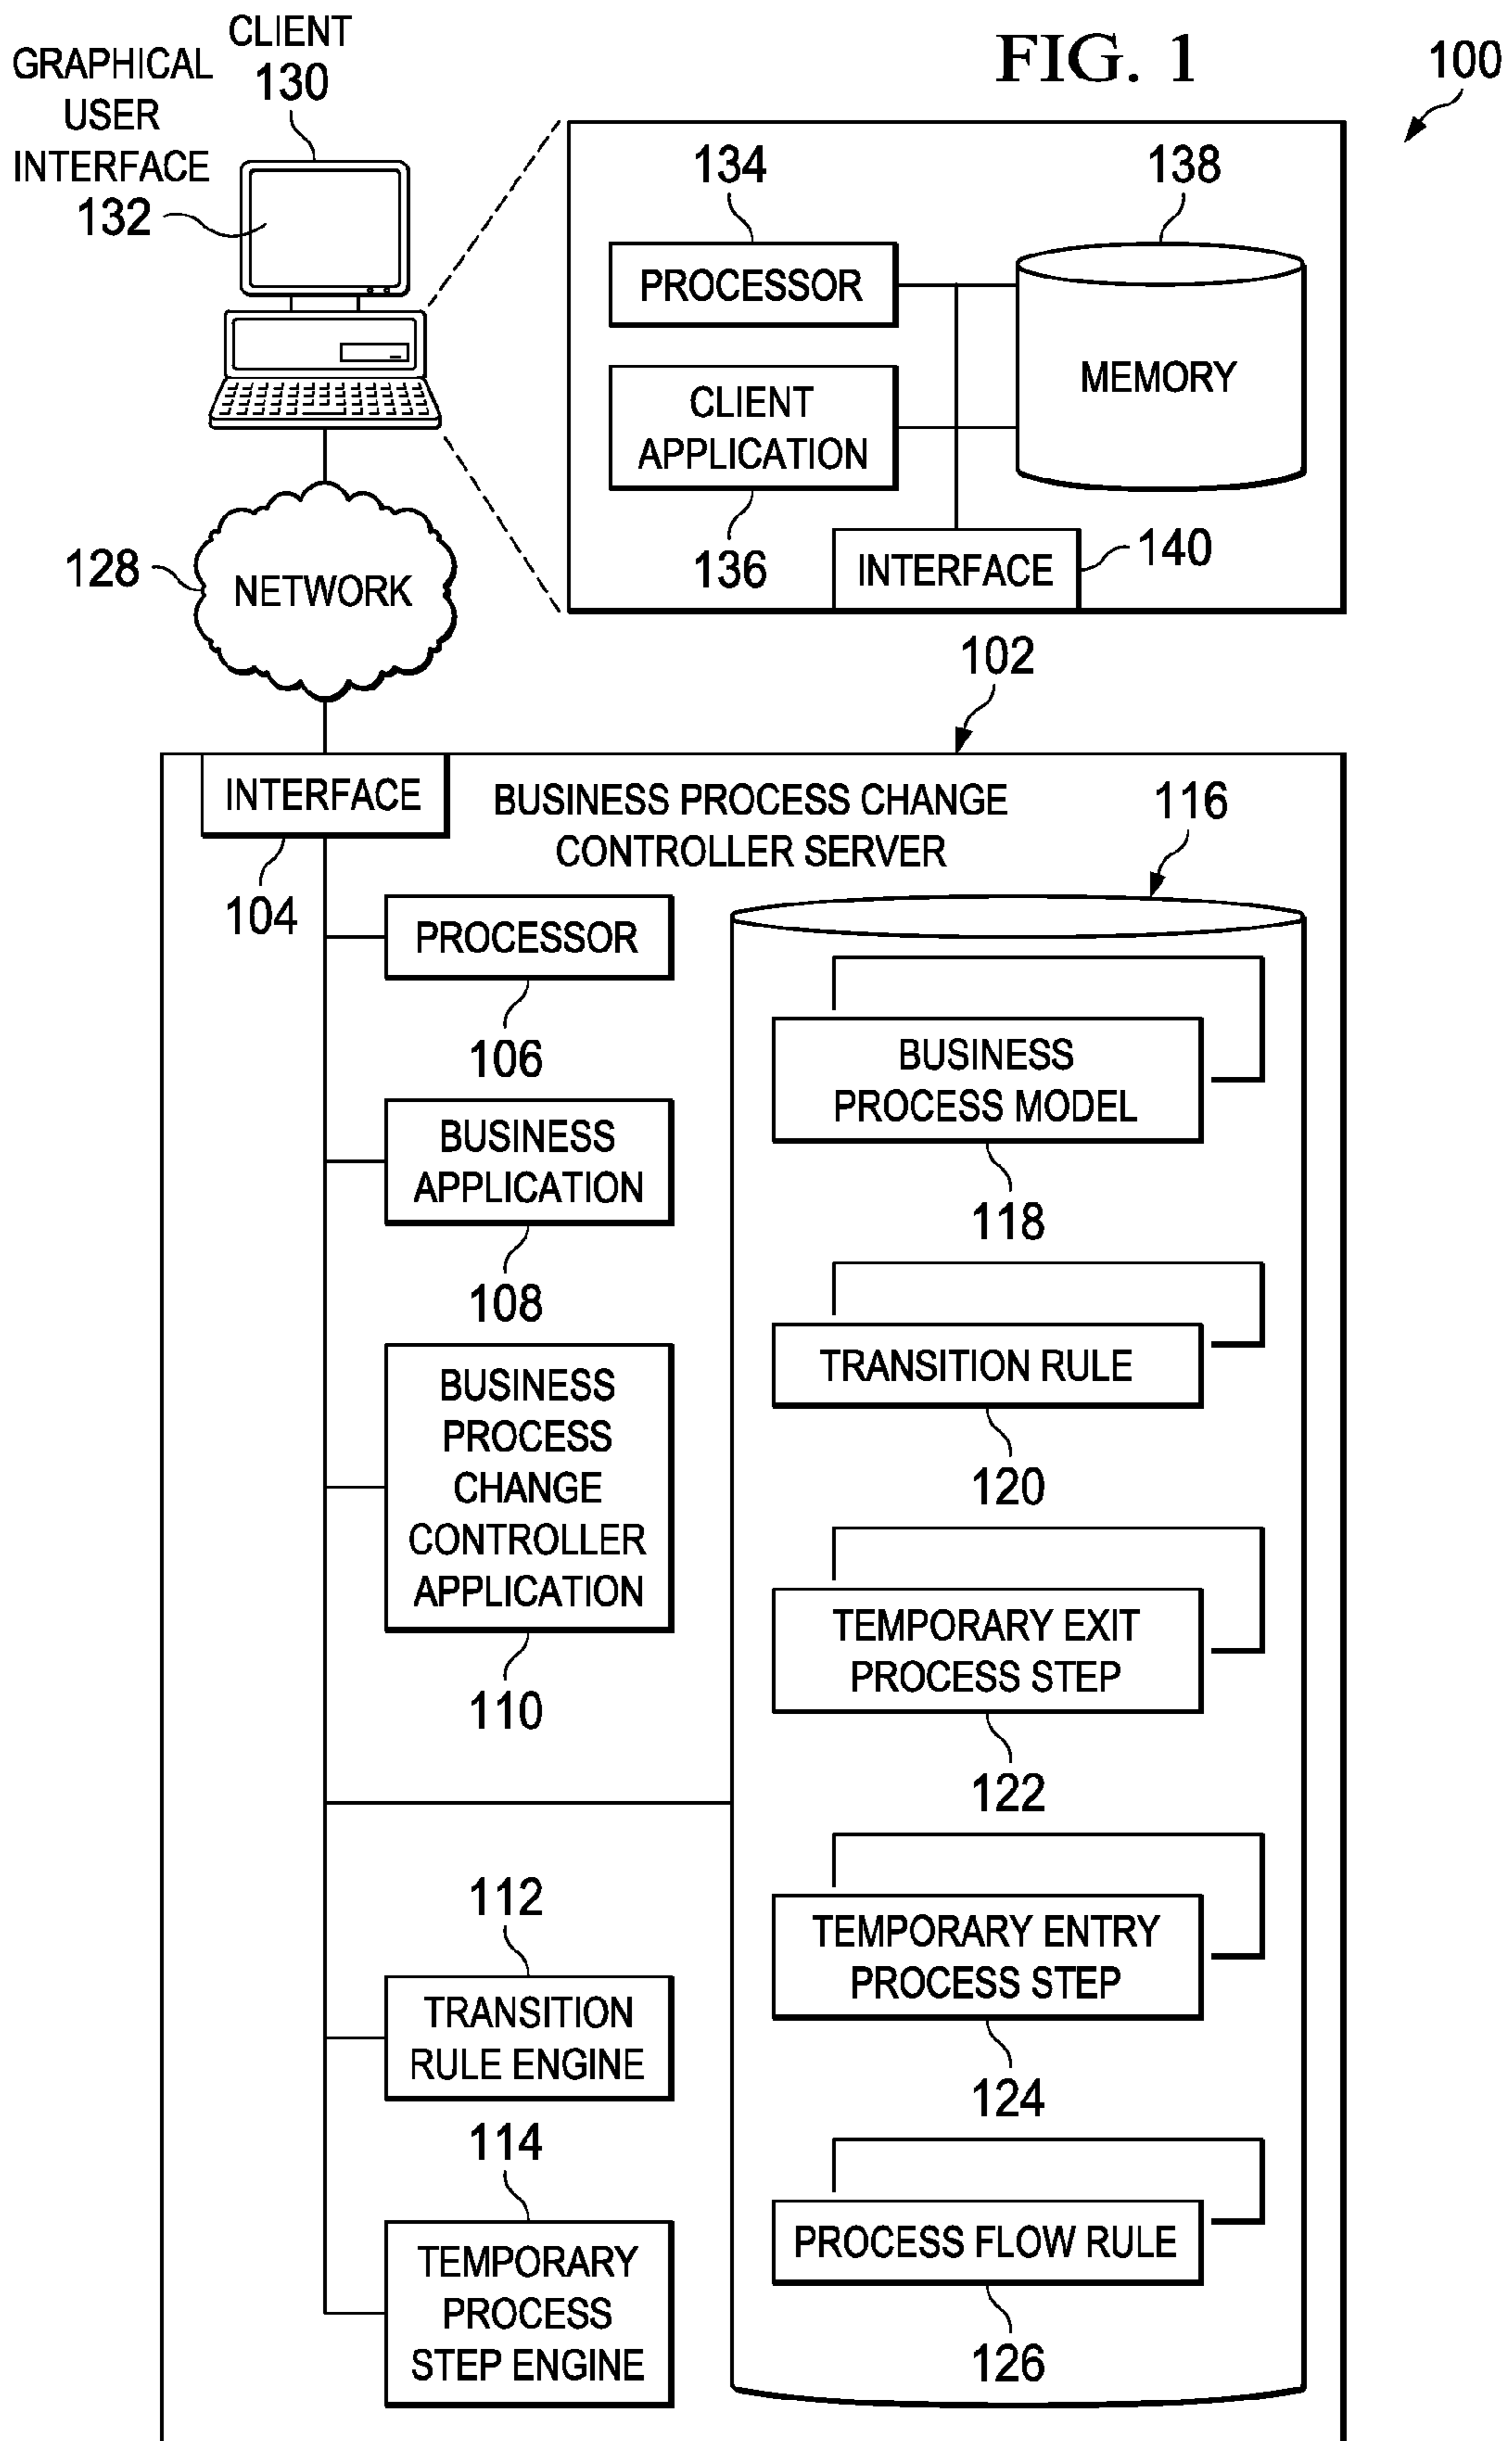 FIG. 1
100
CLIENT
130
GRAPHICAL
USER
INTERFACE
132
134
PROCESSOR
138
MEMORY
CLIENT
APPLICATION
136
INTERFACE
140
128
NETWORK
102
INTERFACE
104
BUSINESS PROCESS CHANGE
CONTROLLER SERVER
116
PROCESSOR
106
BUSINESS
APPLICATION
108
BUSINESS
PROCESS
CHANGE
CONTROLLER
APPLICATION
110
112
TRANSITION
RULE ENGINE
114
TEMPORARY
PROCESS
STEP ENGINE
BUSINESS
PROCESS MODEL
118
TRANSITION RULE
120
TEMPORARY EXIT
PROCESS STEP
122
TEMPORARY ENTRY
PROCESS STEP
124
PROCESS FLOW RULE
126